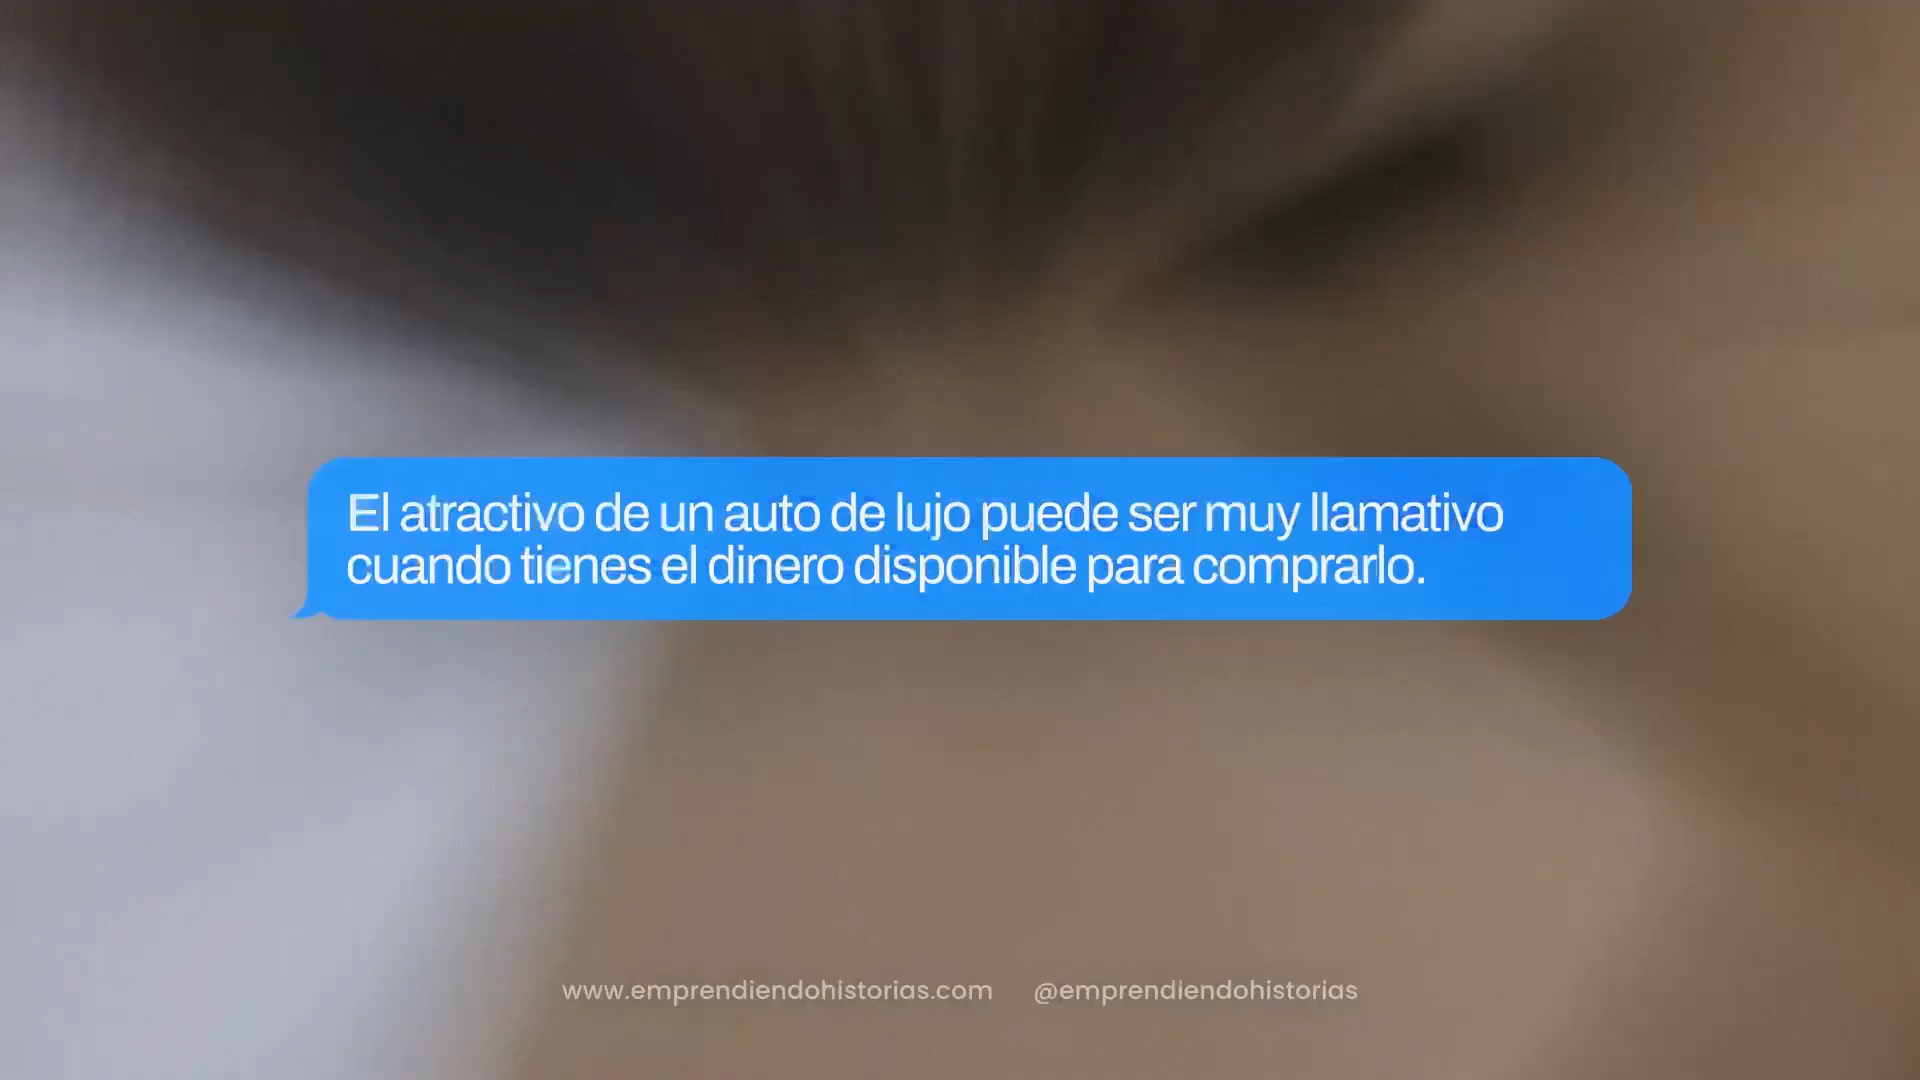 El atractivo de un auto de lujo puede ser muy llamativo
cuando tienes el dinero disponible para comprarlo.
www.emprendiendohistorias.com @emprendiendohistorias